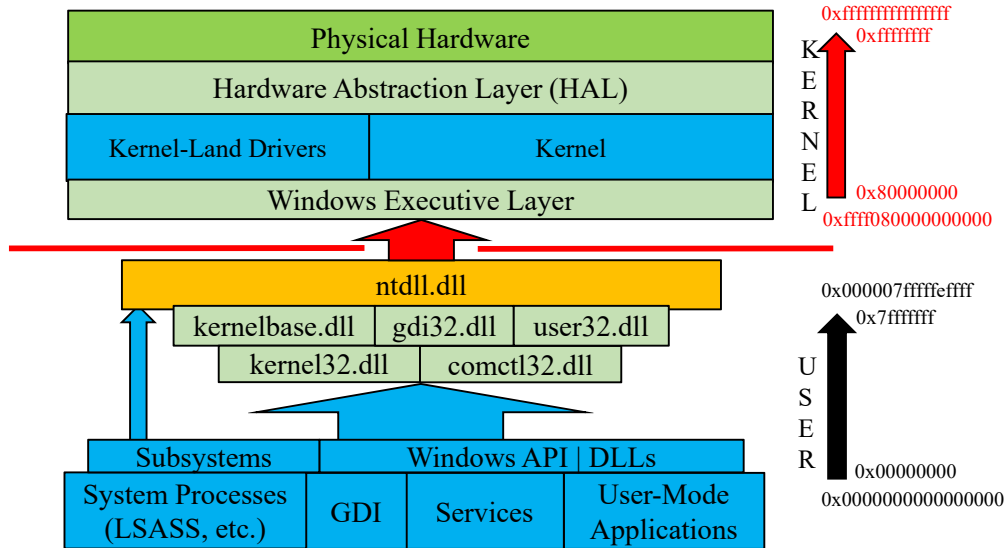 Physical Hardware
Hardware Abstraction Layer (HAL)
Kernel-Land Drivers
Kernel
Windows Executive Layer
KERNEL
0xffffffffffffffff
0xffffffff
0x80000000
0xffff080000000000
ntdll.dll
kernelbase.dll
gdi32.dll
user32.dll
kernel32.dll
comctl32.dll
Subsystems
Windows API | DLLs
System Processes
(LSASS, etc.)
GDI
Services
User-Mode
Applications
USER
0x000007fffffeffff
0x7fffffff
0x00000000
0x0000000000000000